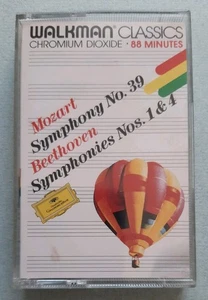 WALKMAN® CLASSICS
CHROMIUM DIOXIDE · 88 MINUTES
Mozart
Symphony No. 39
Beethoven
Symphonies Nos. 1 & 4